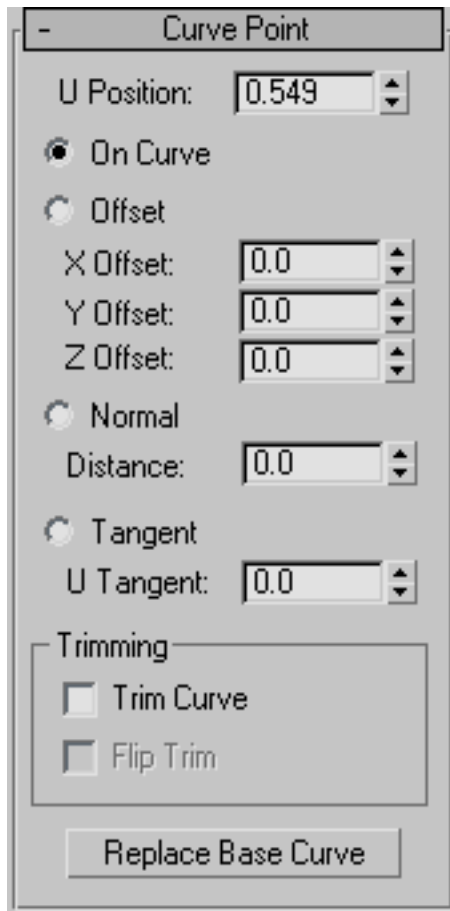 - Curve Point
U Position: 0.549
On Curve
Offset
X Offset: 0.0
Y Offset: 0.0
Z Offset: 0.0
Normal
Distance: 0.0
Tangent
U Tangent: 0.0
Trimming
Trim Curve
Flip Trim
Replace Base Curve